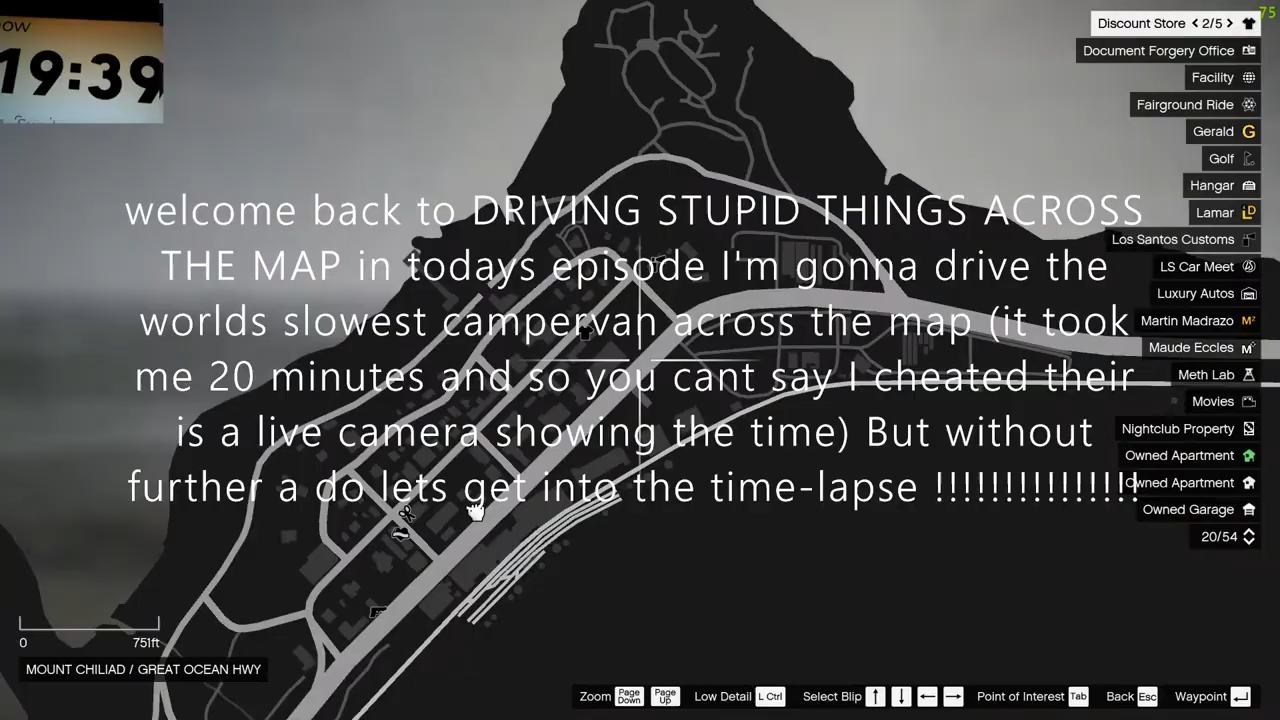 OW
19:39
75
Discount Store < 2/5 >
Document Forgery Office
Facility
Fairground Ride
Gerald G
Golf
Hangar
Lamar LD
Los Santos Customs
LS Car Meet
Luxury Autos
Martin Madrazo M²
Maude Eccles M
Meth Lab
Movies
Nightclub Property
Owned Apartment
Owned Apartment
Owned Garage
20/54
welcome back to DRIVING STUPID THINGS ACROSS
THE MAP in todays episode I'm gonna drive the
worlds slowest campervan across the map (it took
me 20 minutes and so you cant say I cheated their
is a live camera showing the time) But without
further a do lets get into the time-lapse !!!!!!!!!!!!!!!
0 751ft
MOUNT CHILIAD / GREAT OCEAN HWY
Zoom Page Down Page Up Low Detail L Ctrl Select Blip ↑ ↓ ← → Point of Interest Tab Back Esc Waypoint